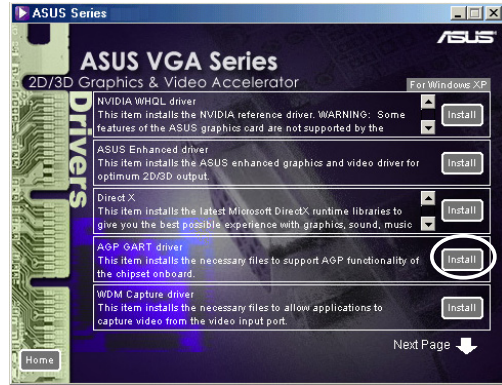 ASUS Series
ASUS
ASUS VGA Series
2D/3D Graphics & Video Accelerator
For Windows XP
Drivers
NVIDIA WHQL driver
This item installs the NVIDIA reference driver. WARNING: Some
features of the ASUS graphics card are not supported by the
Install
ASUS Enhanced driver
This item installs the ASUS enhanced graphics and video driver for
optimum 2D/3D output.
Install
Direct X
This item installs the latest Microsoft DirectX runtime libraries to
give you the best possible experience with graphics, sound, music
Install
AGP GART driver
This item installs the necessary files to support AGP functionality of
the chipset onboard.
Install
WDM Capture driver
This item installs the necessary files to allow applications to
capture video from the video input port.
Install
Next Page
Home